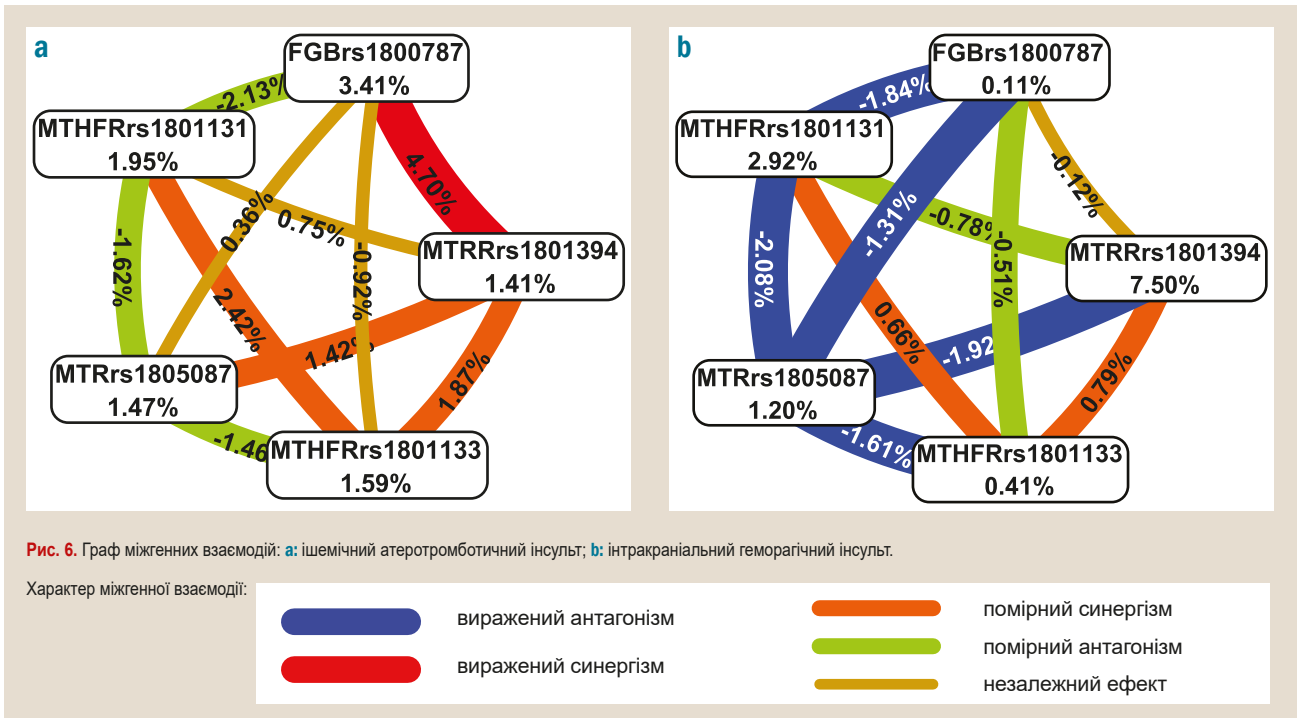 a
FGBrs1800787
3.41%
-2.13%
MTHFRrs1801131
1.95%
4.70%
0.36%
0.75%
-0.92%
MTRRrs1801394
1.41%
-1.62%
2.42%
1.42%
1.87%
MTRrs1805087
1.47%
-1.46
MTHFRrs1801133
1.59%
b
FGBrs1800787
0.11%
-1.84%
MTHFRrs1801131
2.92%
-0.12%
-1.31%
-0.78%
-0.51%
MTRRrs1801394
7.50%
-2.08%
0.66%
-1.92
0.79%
MTRrs1805087
1.20%
-1.61%
MTHFRrs1801133
0.41%
Рис. 6. Граф міжгенних взаємодій: a: ішемічний атеротромботичний інсульт; b: інтракраніальний геморагічний інсульт.
Характер міжгенної взаємодії:
виражений антагонізм
виражений синергізм
помірний синергізм
помірний антагонізм
незалежний ефект